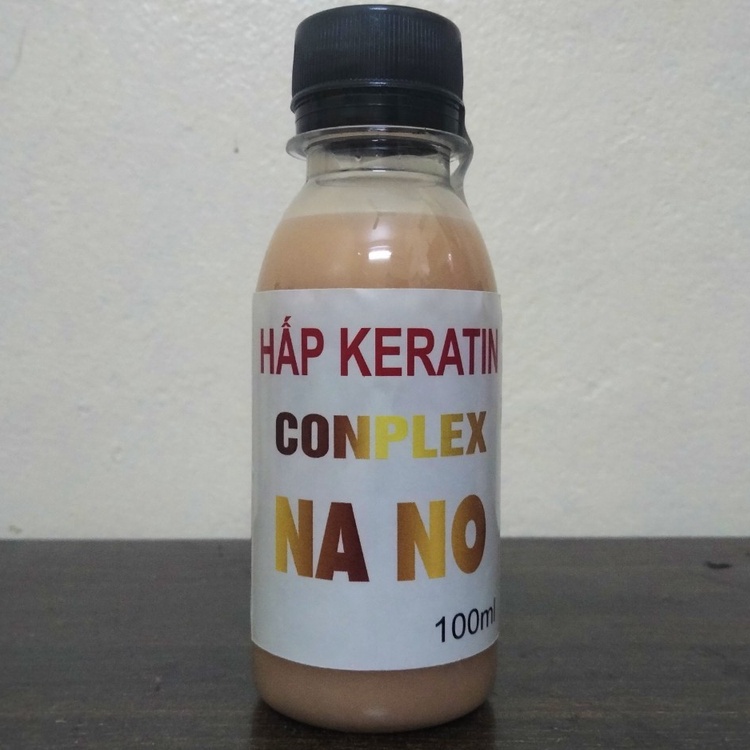 HẤP KERATIN
CONPLEX
NA NO
100ml